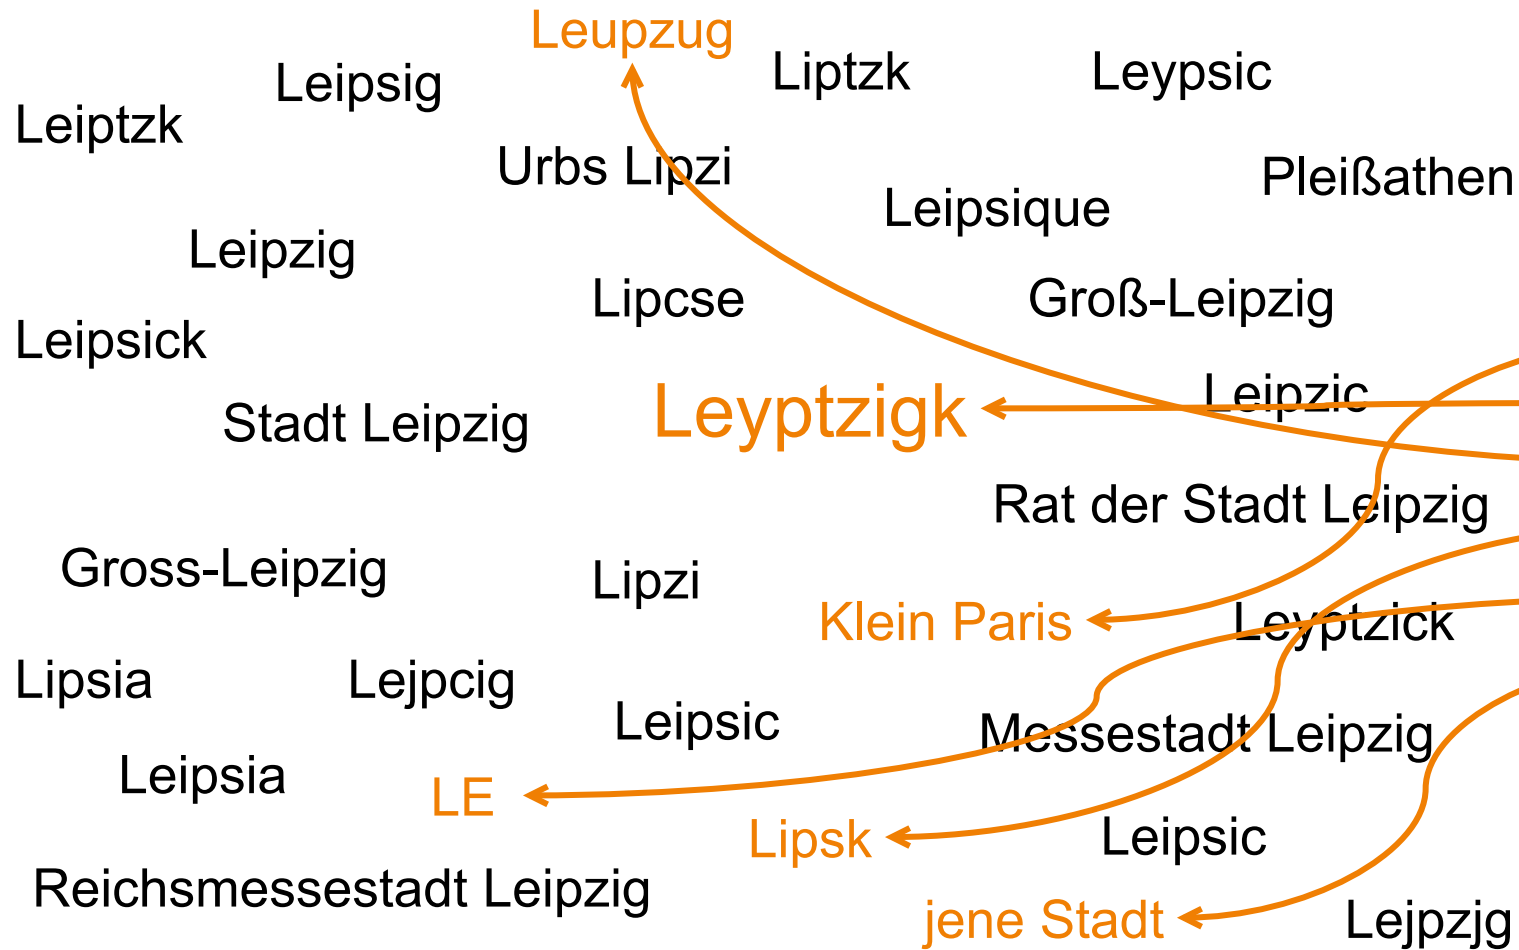 Leupzug
Leipsig
Liptzk
Leypsic
Leiptzk
Urbs Lipzi
Pleißathen
Leipsique
Leipzig
Lipcse
Groß-Leipzig
Leipsick
Leipzic
Leyptzigk
Stadt Leipzig
Rat der Stadt Leipzig
Gross-Leipzig
Lipzi
Klein Paris
Leyptzick
Lipsia
Lejpcig
Leipsic
Messestadt Leipzig
Leipsia
LE
Lipsk
Leipsic
Reichsmessestadt Leipzig
jene Stadt
Lejpzjg